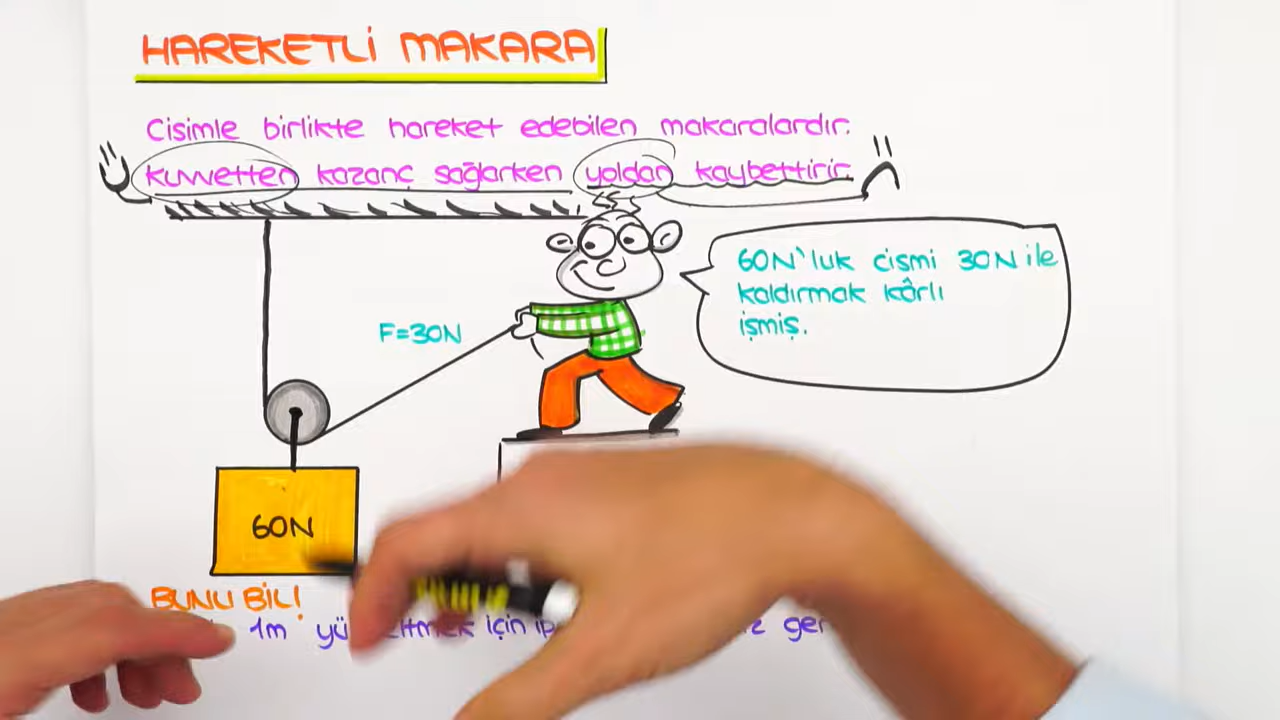 HAREKETLİ MAKARA
Cisimle birlikte hareket edebilen makaralardır.
Kuvvetten kazanç sağlarken yoldan kaybettirir.
60N'luk cismi 30N ile
kaldırmak kârlı
işmiş.
F=30N
60N
BUNU BİL!
1m için